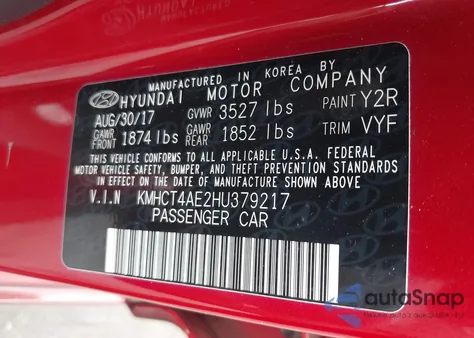 MANUFACTURED IN KOREA BY
HYUNDAI MOTOR COMPANY
AUG/30/17 GVWR 3527 lbs PAINT Y2R
GAWR FRONT 1874 lbs GAWR REAR 1852 lbs TRIM VYF
THIS VEHICLE CONFORMS TO ALL APPLICABLE U.S.A. FEDERAL
MOTOR VEHICLE SAFETY, BUMPER, AND THEFT PREVENTION STANDARDS
IN EFFECT ON THE DATE OF MANUFACTURE SHOWN ABOVE.
V.I.N KMHCT4AE2HU379217
PASSENGER CAR
autoSnap